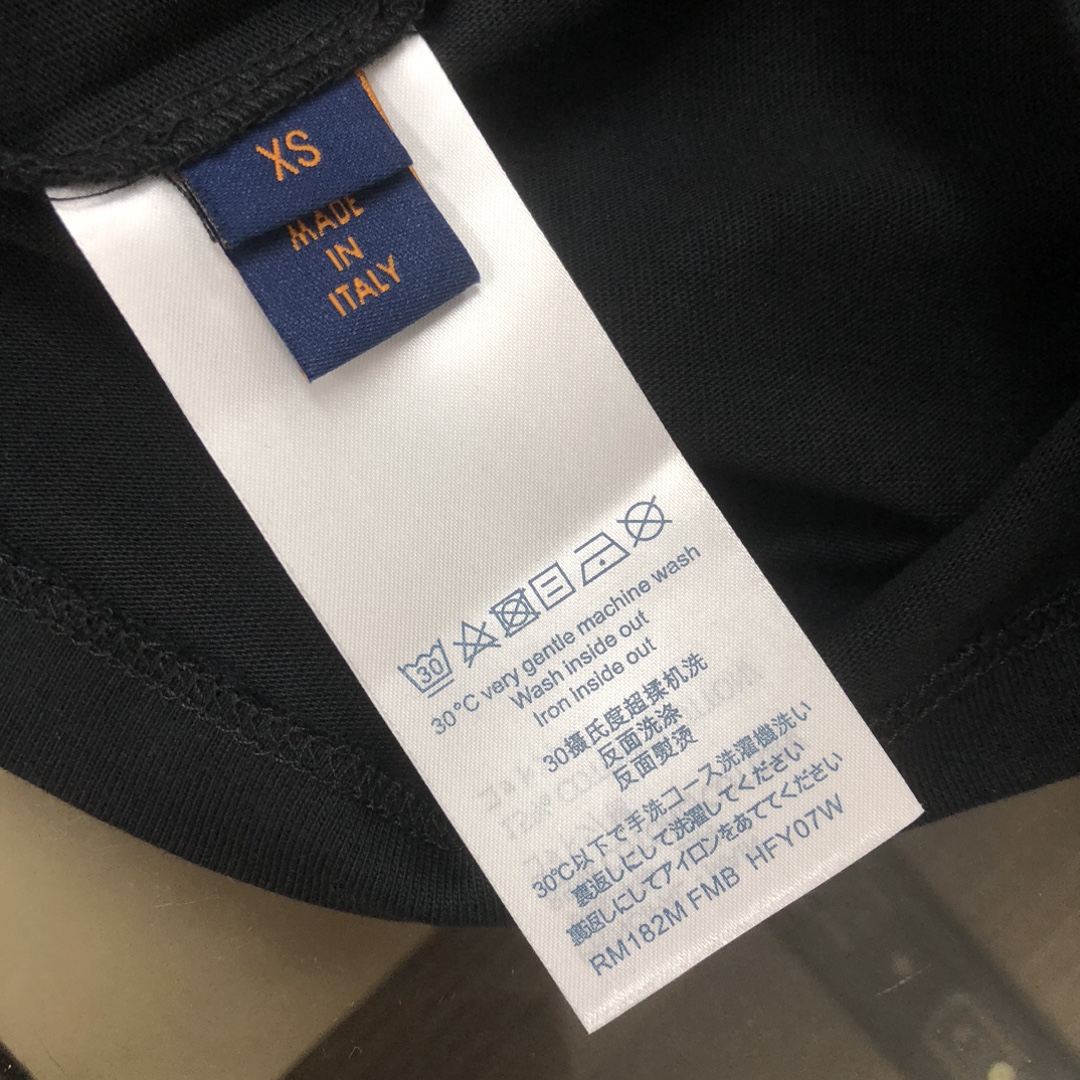 XS
MADE
IN
ITALY
30
30°C very gentle machine wash
Wash inside out
Iron inside out
30摄氏度超揉机洗
反面洗涤
反面熨烫
30℃以下で手洗コース洗濯機洗い
裏返しにして洗濯してください
裏返しにしてアイロンをあててください
RM182M FMB HFY07W